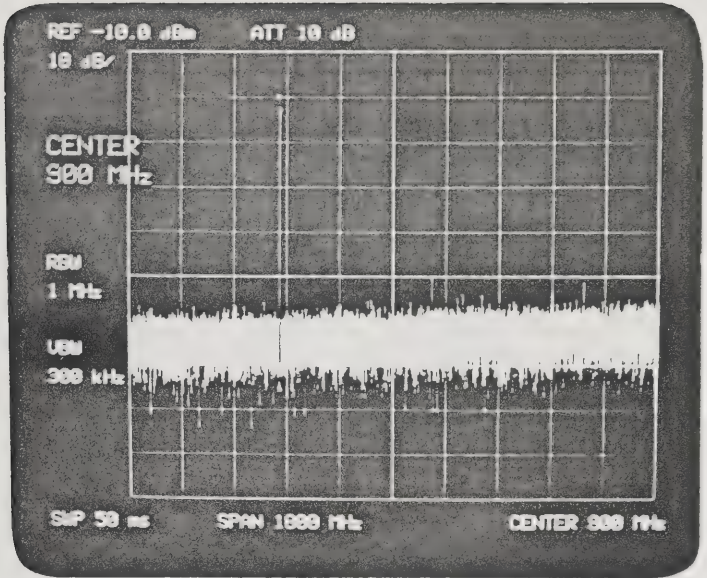 REF -10.0 dBm ATT 10 dB
10 dB/
CENTER
900 MHz
RBW
1 MHz
VBW
300 kHz
SWP 50 ms SPAN 1800 MHz CENTER 900 MHz